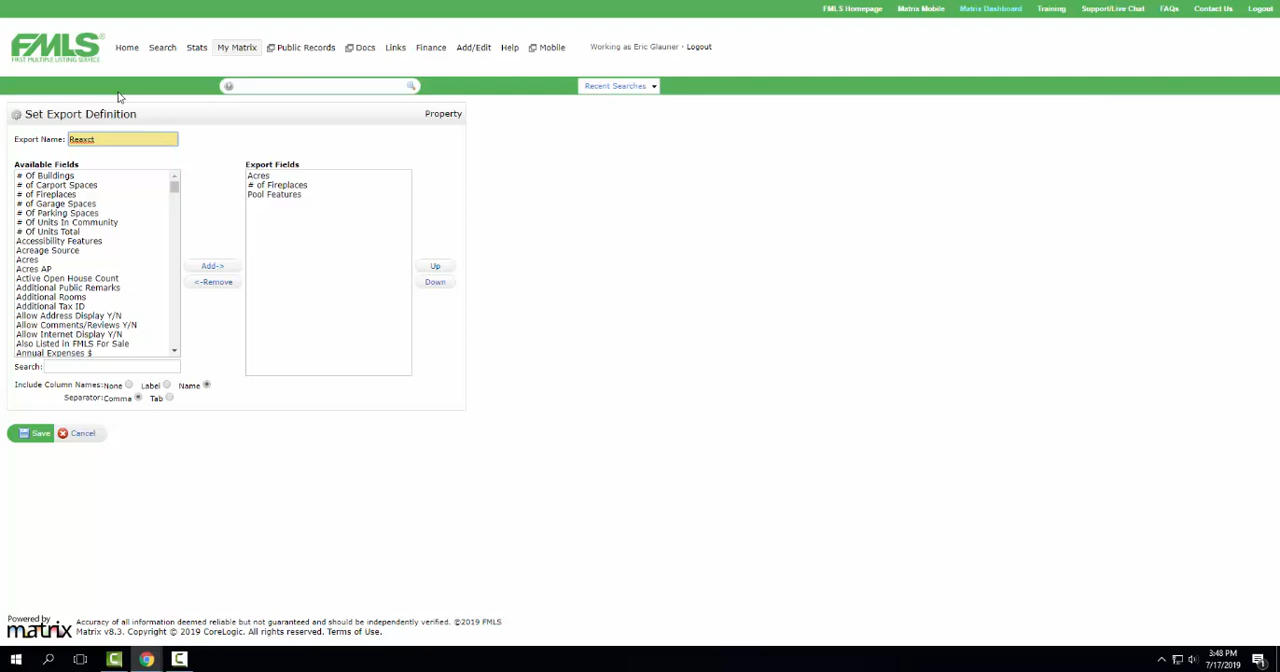 FMLS Homepage Matrix Mobile Matrix Dashboard Training Support/Live Chat FAQs Contact Us Logout
FMLS
FIRST MULTIPLE LISTING SERVICE
Home Search Stats My Matrix Public Records Docs Links Finance Add/Edit Help Mobile Working as Eric Glauner · Logout
Recent Searches
Set Export Definition Property
Export Name: Reaxct
Available Fields
# Of Buildings
# of Carport Spaces
# of Fireplaces
# of Garage Spaces
# Of Parking Spaces
# Of Units In Community
# Of Units Total
Accessibility Features
Acreage Source
Acres
Acres AP
Active Open House Count
Additional Public Remarks
Additional Rooms
Additional Tax ID
Allow Address Display Y/N
Allow Comments/Reviews Y/N
Allow Internet Display Y/N
Also Listed in FMLS For Sale
Annual Expenses $
Search:
Add->
<-Remove
Export Fields
Acres
# of Fireplaces
Pool Features
Up
Down
Include Column Names: None Label Name
Separator: Comma Tab
Save Cancel
Powered by
matrix
Accuracy of all information deemed reliable but not guaranteed and should be independently verified. ©2019 FMLS
Matrix v8.3. Copyright © 2019 CoreLogic. All rights reserved. Terms of Use.
3:48 PM
7/17/2019